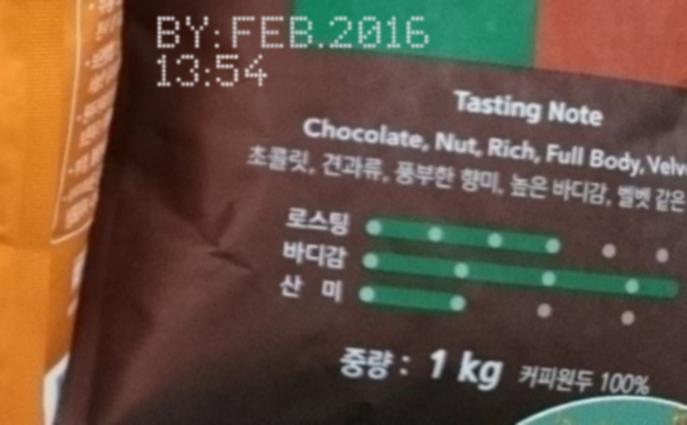 BY:FEB.2016
13:54
Tasting Note
Chocolate, Nut, Rich, Full Body,
초콜릿, 견과류, 풍부한 향미, 높은 바디감, 벨벳 같은
로스팅
바디감
산 미
중량 : 1 kg 커피원두 100%